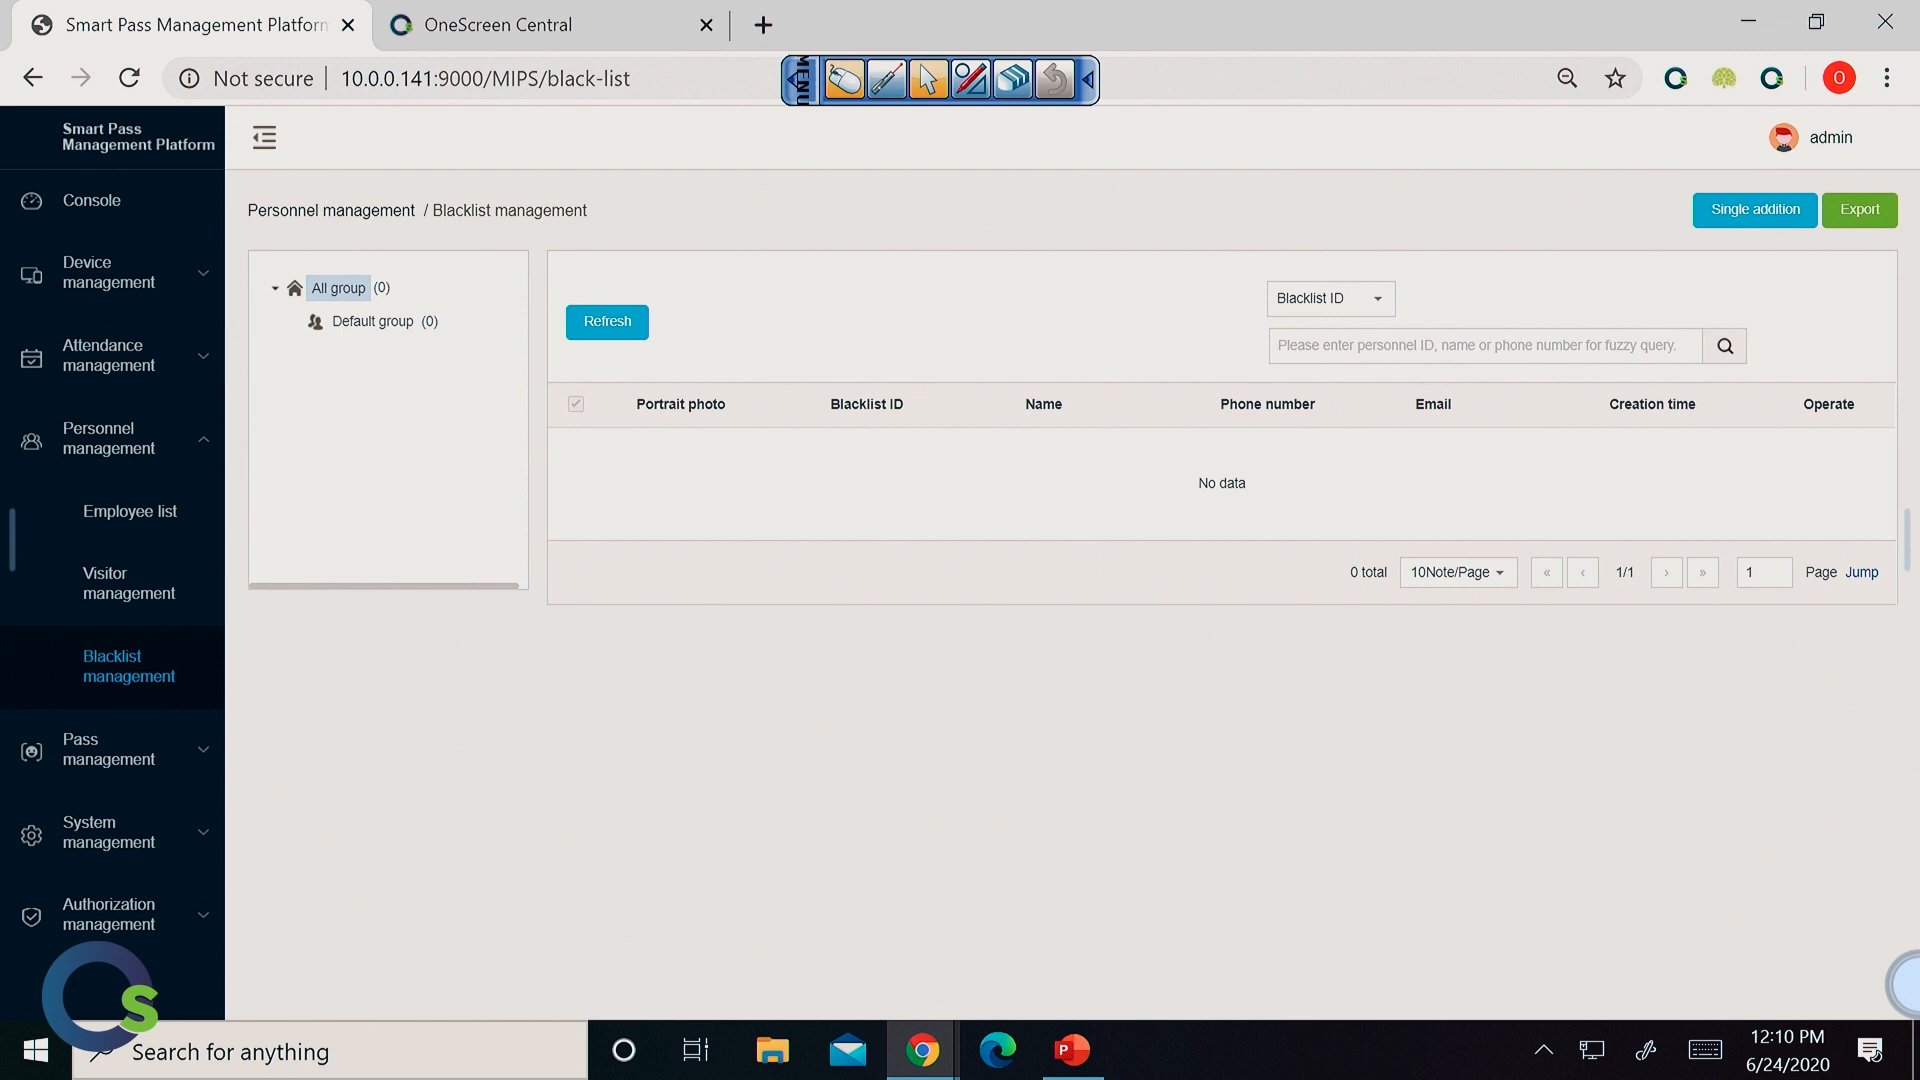 Smart Pass Management Platform
OneScreen Central
Not secure
10.0.0.141:9000/MIPS/black-list
MENU
O
Smart Pass
Management Platform
admin
Console
Device
management
Attendance
management
Personnel
management
Employee list
Visitor
management
Blacklist
management
Pass
management
System
management
Authorization
management
Personnel management / Blacklist management
Single addition
Export
All group (0)
Default group (0)
Refresh
Blacklist ID
Please enter personnel ID, name or phone number for fuzzy query.
Portrait photo Blacklist ID Name Phone number Email Creation time Operate
No data
0 total 10Note/Page « ‹ 1/1 › » 1 Page Jump
S
Search for anything
P
12:10 PM
6/24/2020